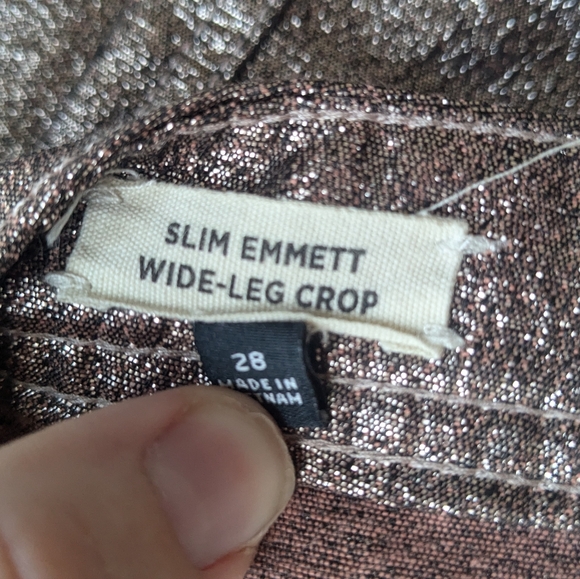 SLIM EMMETT
WIDE-LEG CROP
28
MADE IN